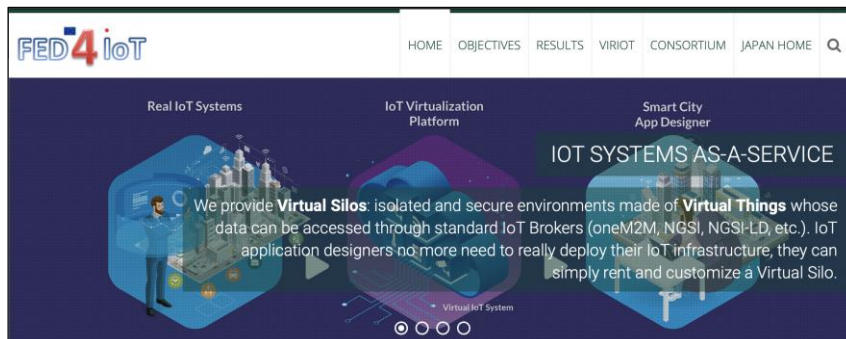 FED4IoT
HOME OBJECTIVES RESULTS VIRIOT CONSORTIUM JAPAN HOME
Real IoT Systems
IoT Virtualization
Platform
Smart City
App Designer
IOT SYSTEMS AS-A-SERVICE
We provide Virtual Silos: isolated and secure environments made of Virtual Things whose
data can be accessed through standard IoT Brokers (oneM2M, NGSI, NGSI-LD, etc.). IoT
application designers no more need to really deploy their IoT infrastructure, they can
simply rent and customize a Virtual Silo.
Virtual IoT System